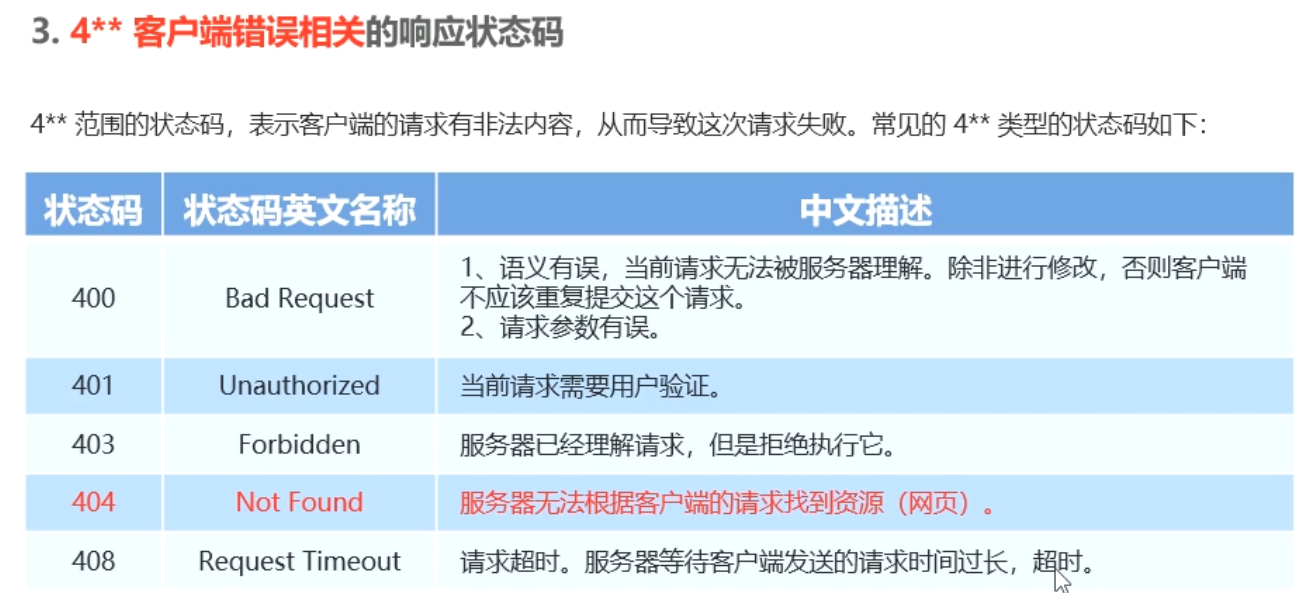 3. 4** 客户端错误相关的响应状态码
4** 范围的状态码，表示客户端的请求有非法内容，从而导致这次请求失败。常见的 4** 类型的状态码如下：
状态码 状态码英文名称 中文描述
400 Bad Request 1、语义有误，当前请求无法被服务器理解。除非进行修改，否则客户端
不应该重复提交这个请求。
2、请求参数有误。
401 Unauthorized 当前请求需要用户验证。
403 Forbidden 服务器已经理解请求，但是拒绝执行它。
404 Not Found 服务器无法根据客户端的请求找到资源（网页）。
408 Request Timeout 请求超时。服务器等待客户端发送的请求时间过长，超时。